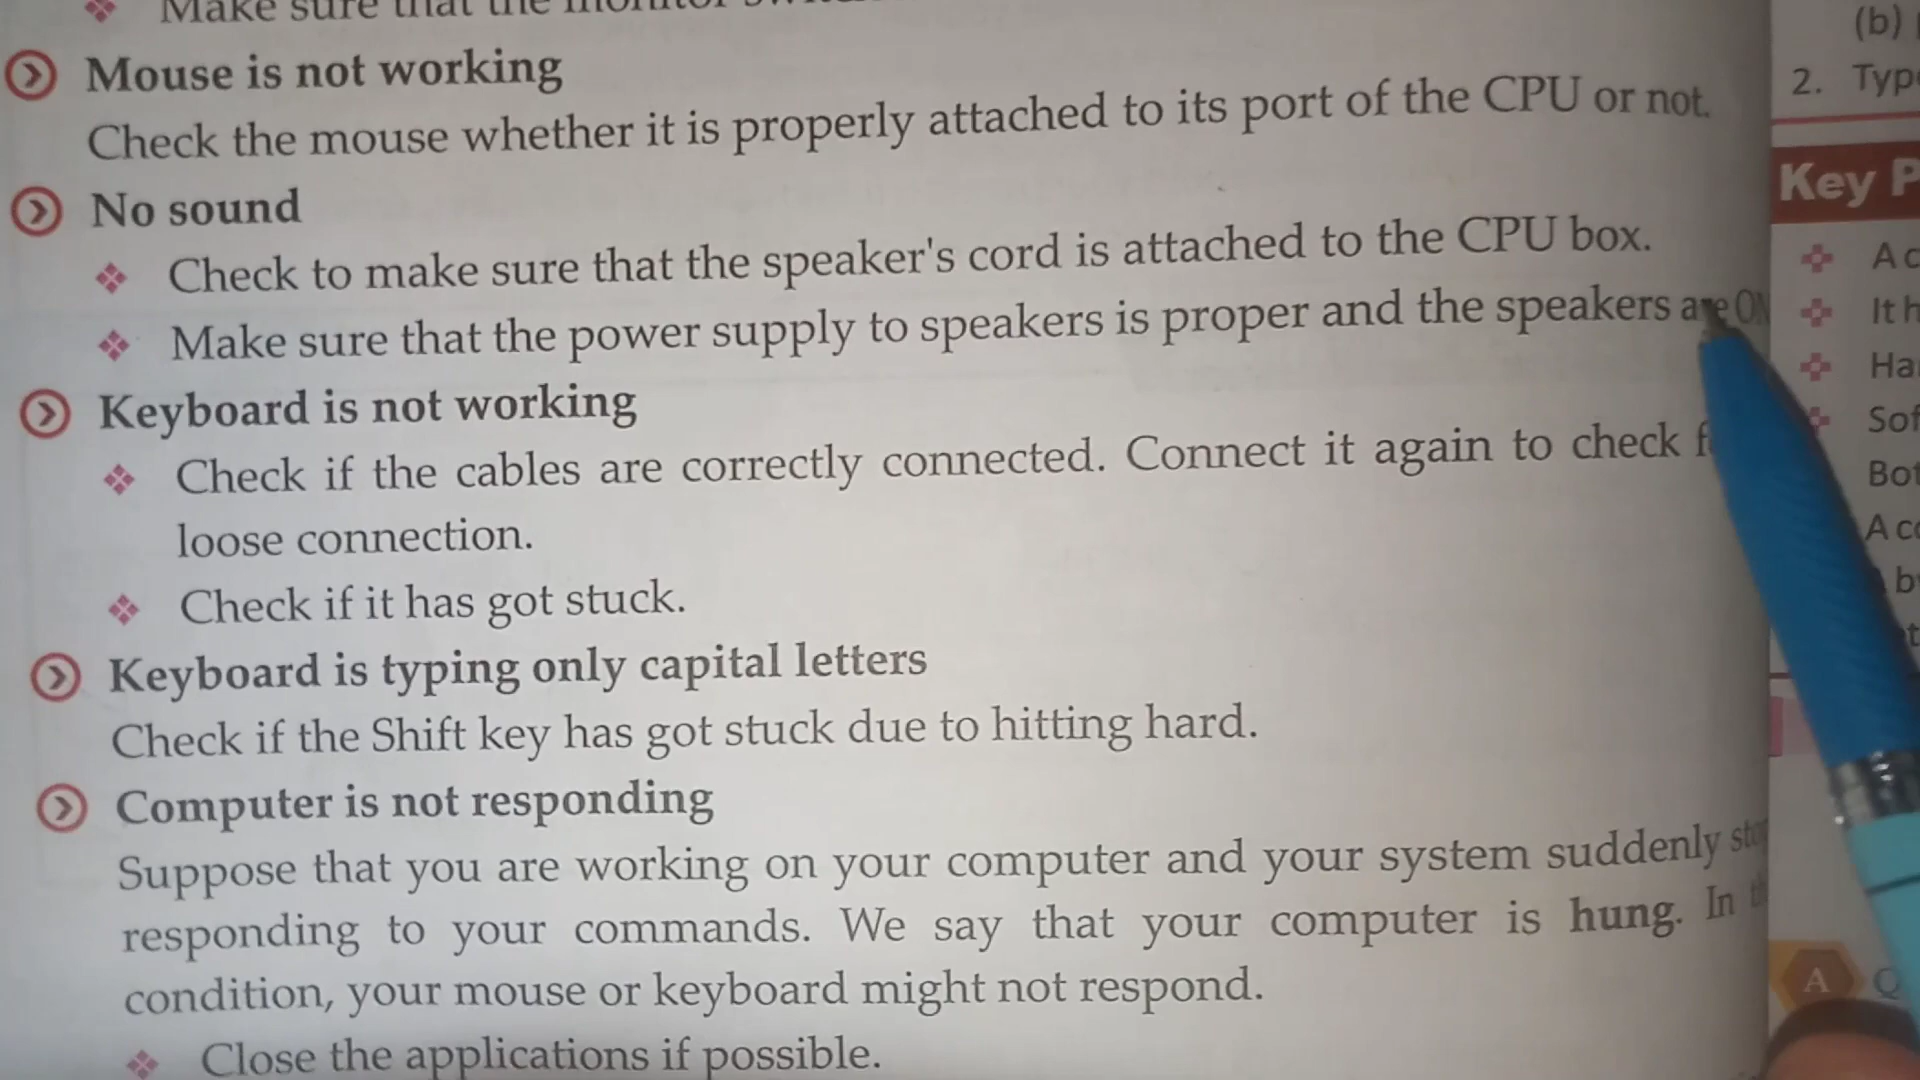 Make sure that the monitor
Mouse is not working
Check the mouse whether it is properly attached to its port of the CPU or not.
No sound
Check to make sure that the speaker's cord is attached to the CPU box.
Make sure that the power supply to speakers is proper and the speakers are ON
Keyboard is not working
Check if the cables are correctly connected. Connect it again to check
loose connection.
Check if it has got stuck.
Keyboard is typing only capital letters
Check if the Shift key has got stuck due to hitting hard.
Computer is not responding
Suppose that you are working on your computer and your system suddenly
responding to your commands. We say that your computer is hung. In
condition, your mouse or keyboard might not respond.
Close the applications if possible.
(b)
2.
Key
A
It
A
A